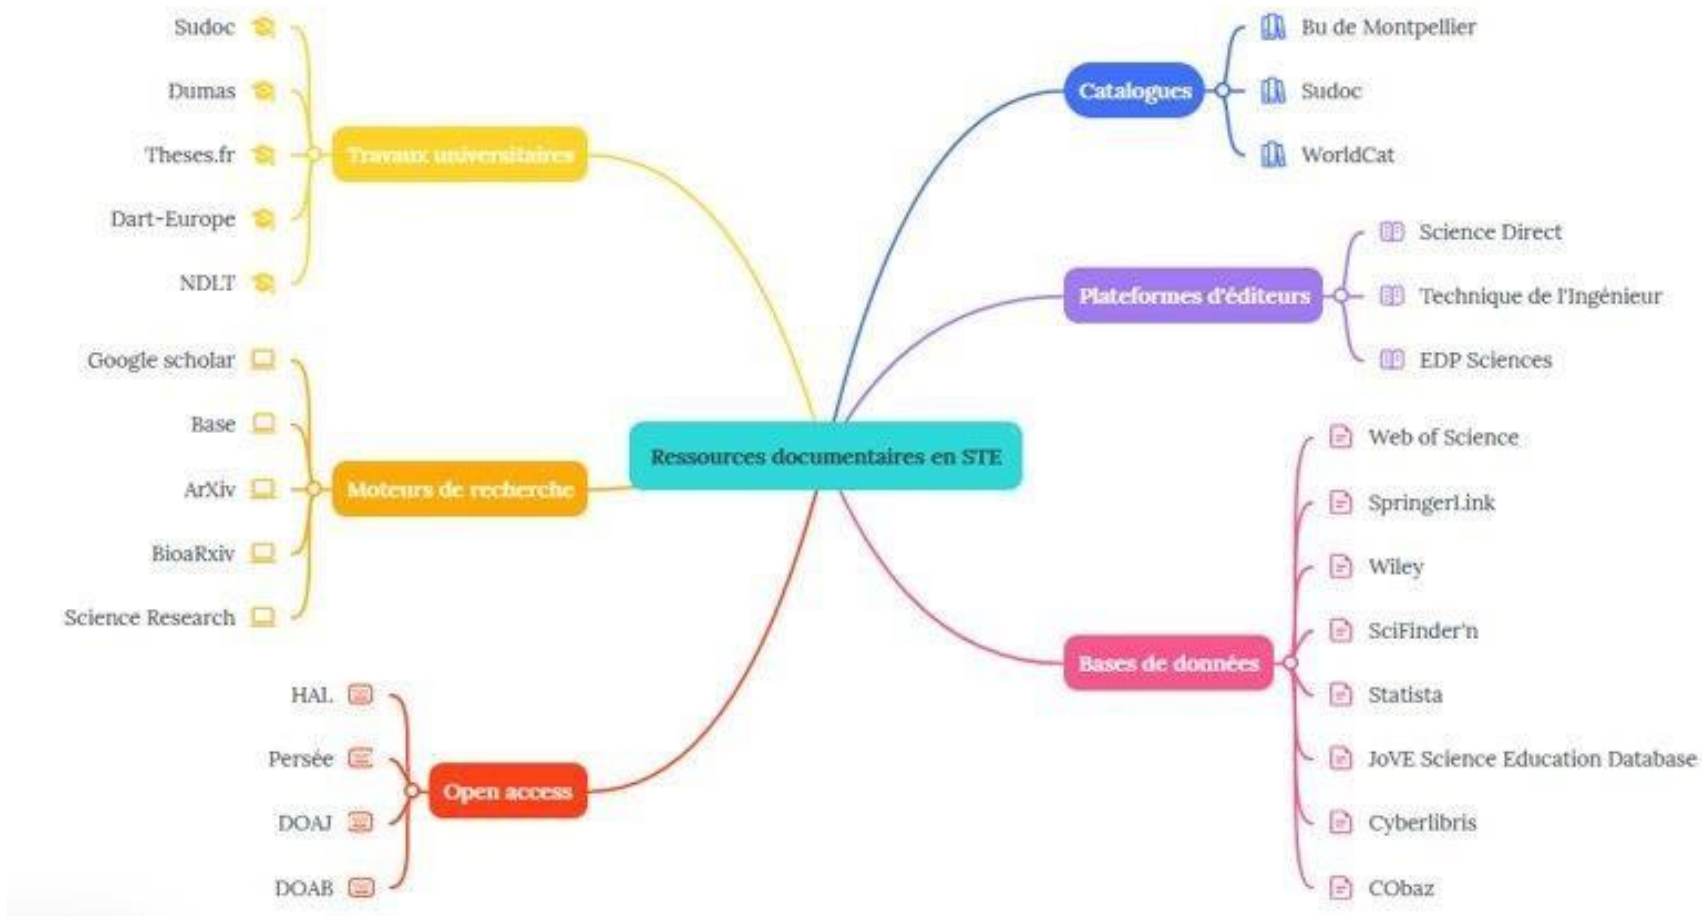 Ressources documentaires en STE
Travaux universitaires
Sudoc
Dumas
Theses.fr
Dart-Europe
NDLT
Moteurs de recherche
Google scholar
Base
ArXiv
BioaRxiv
Science Research
Open access
HAL
Persée
DOAJ
DOAB
Catalogues
Bu de Montpellier
Sudoc
WorldCat
Plateformes d'éditeurs
Science Direct
Technique de l'Ingénieur
EDP Sciences
Bases de données
Web of Science
SpringerLink
Wiley
SciFinder'n
Statista
JoVE Science Education Database
Cyberlibris
CObaz